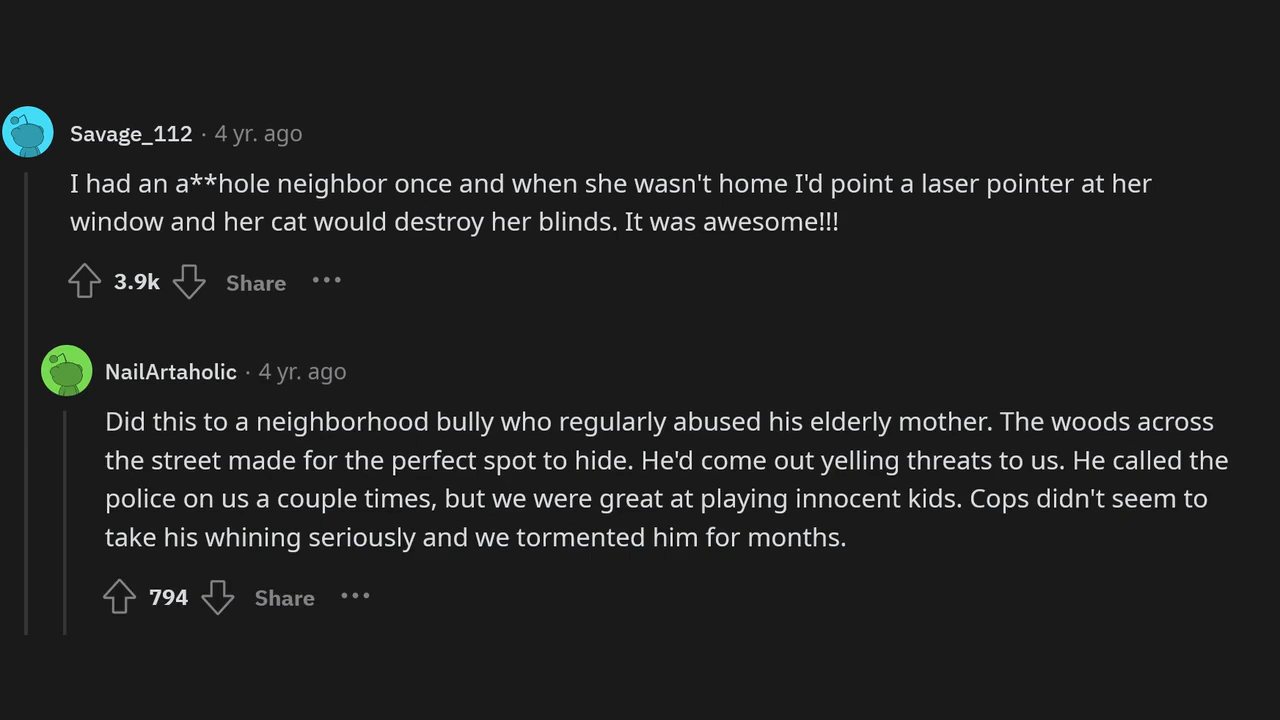 Savage_112 · 4 yr. ago
I had an a**hole neighbor once and when she wasn't home I'd point a laser pointer at her
window and her cat would destroy her blinds. It was awesome!!!
3.9k Share ···
NailArtaholic · 4 yr. ago
Did this to a neighborhood bully who regularly abused his elderly mother. The woods across
the street made for the perfect spot to hide. He'd come out yelling threats to us. He called the
police on us a couple times, but we were great at playing innocent kids. Cops didn't seem to
take his whining seriously and we tormented him for months.
794 Share ···